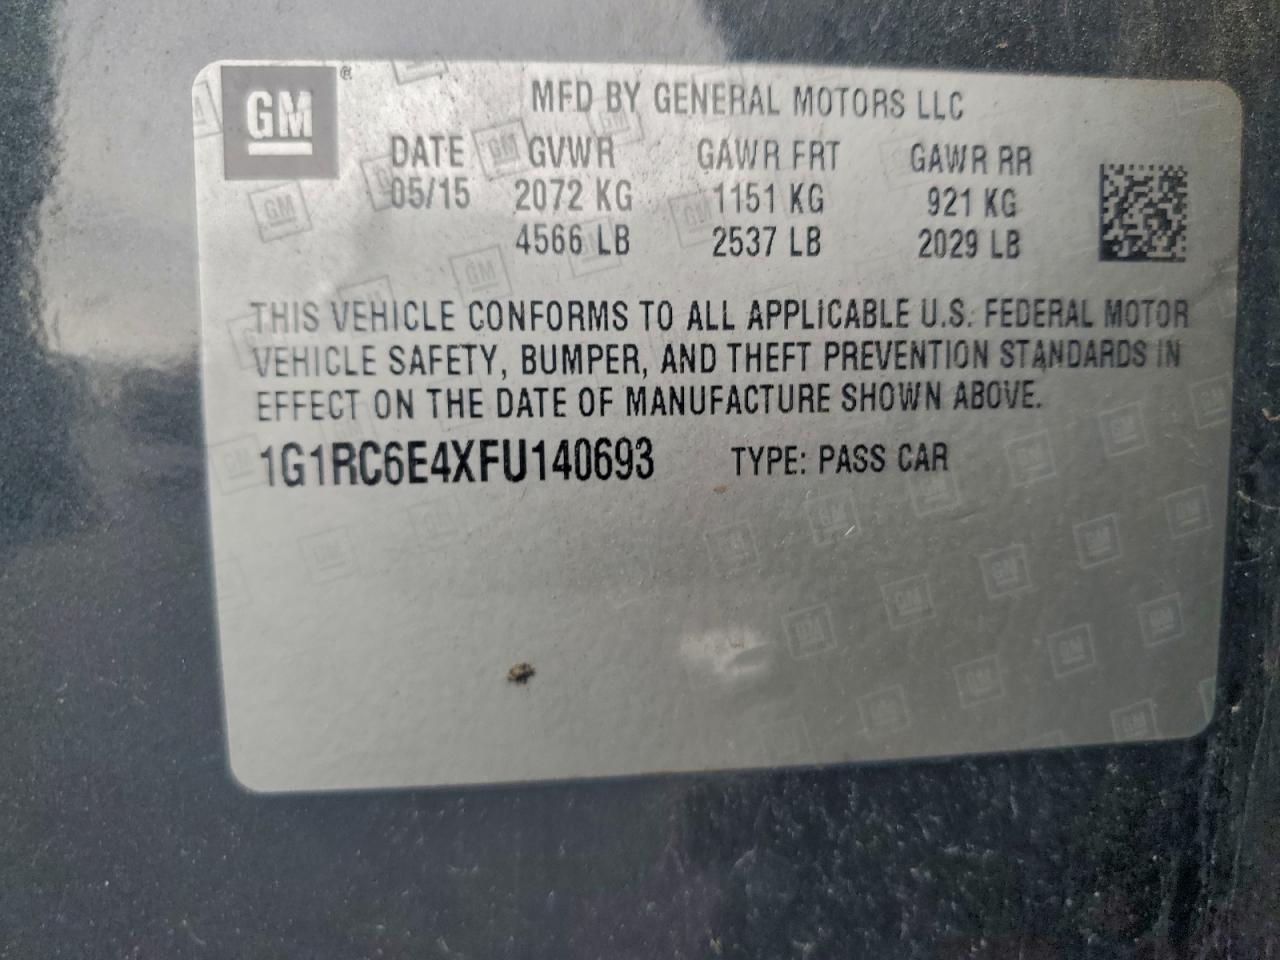 GM ®
MFD BY GENERAL MOTORS LLC
DATE GVWR GAWR FRT GAWR RR
05/15 2072 KG 1151 KG 921 KG
4566 LB 2537 LB 2029 LB
THIS VEHICLE CONFORMS TO ALL APPLICABLE U.S. FEDERAL MOTOR
VEHICLE SAFETY, BUMPER, AND THEFT PREVENTION STANDARDS IN
EFFECT ON THE DATE OF MANUFACTURE SHOWN ABOVE.
1G1RC6E4XFU140693 TYPE: PASS CAR